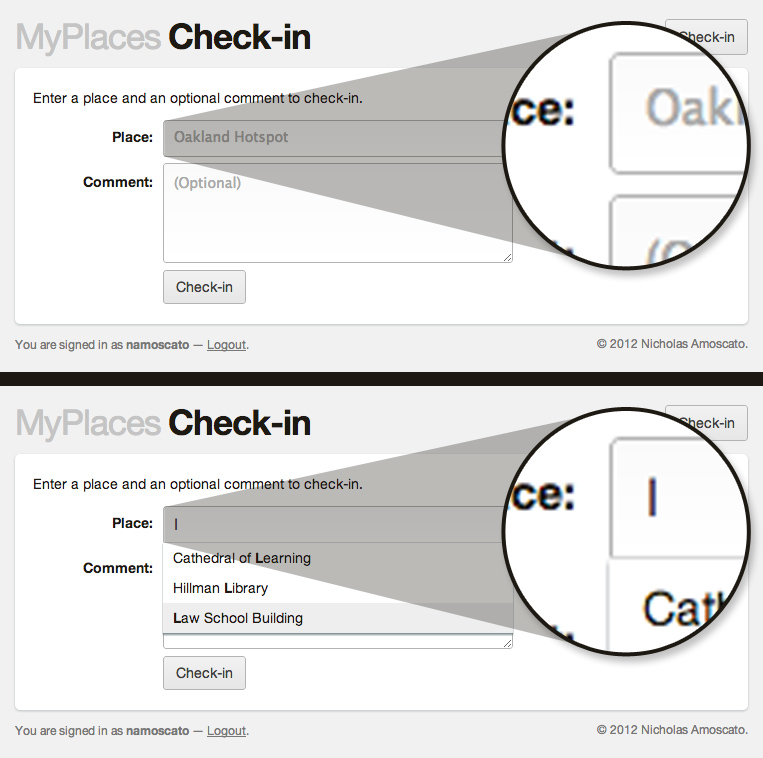 MyPlaces Check-in
Check-in
Enter a place and an optional comment to check-in.
Place: Oakland Hotspot
Comment: (Optional)
Check-in
ce: Oakl
(O
You are signed in as namoscato — Logout.
© 2012 Nicholas Amoscato.
MyPlaces Check-in
Check-in
Enter a place and an optional comment to check-in.
Place: l
Comment:
Cathedral of Learning
Hillman Library
Law School Building
Check-in
ce: l
Cath
You are signed in as namoscato — Logout.
© 2012 Nicholas Amoscato.